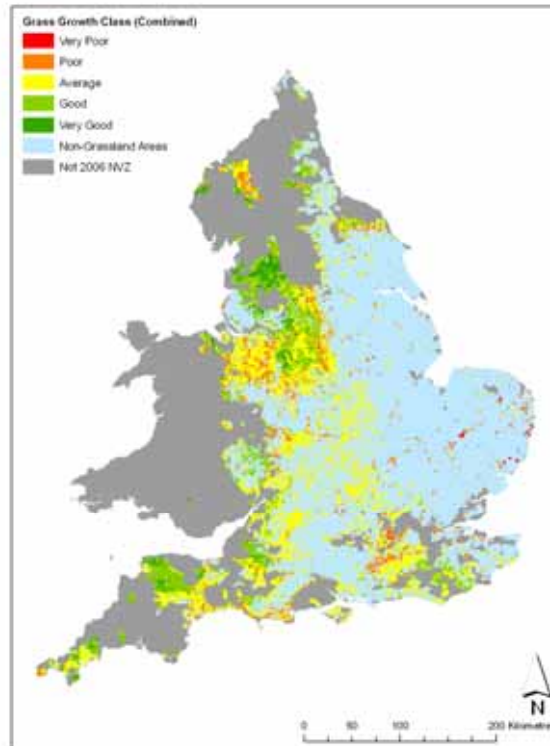 Grass Growth Class (Combined)
Very Poor
Poor
Average
Good
Very Good
Non-Grassland Areas
Not 2006 NVZ
N
0 50 100 200 Kilometre